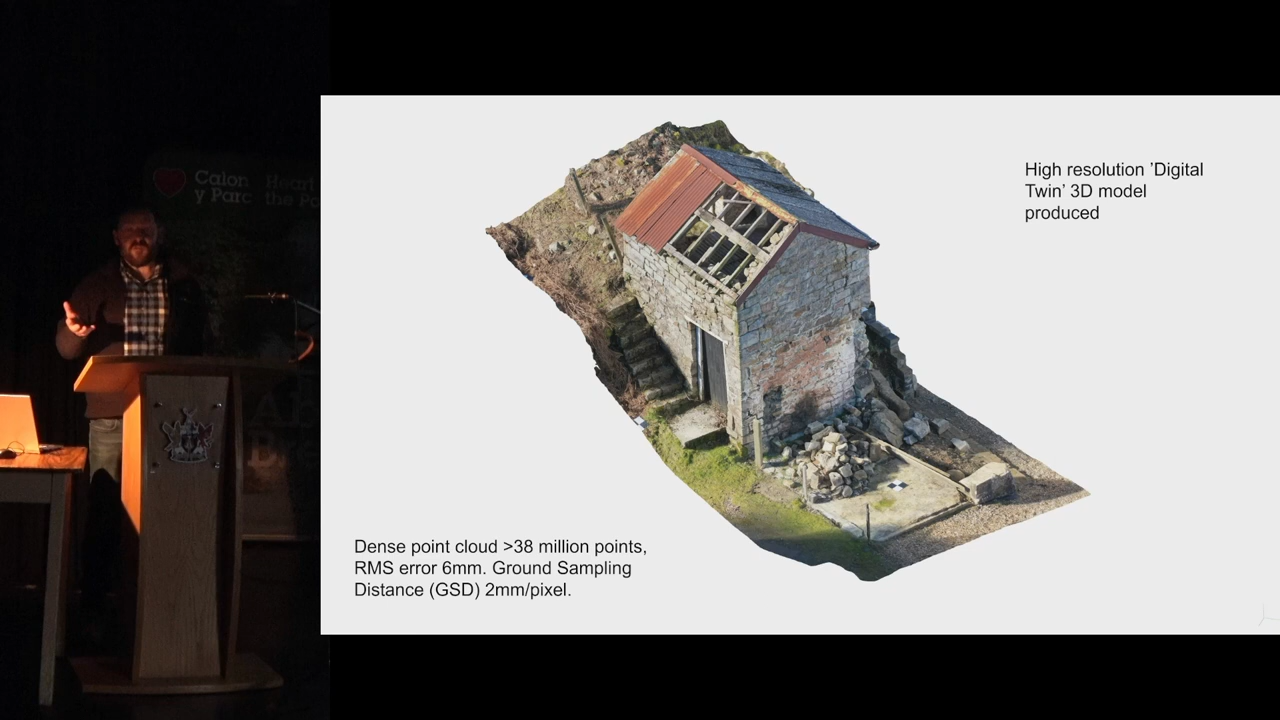 Calon
y Parc
Heart
the
High resolution ’Digital
Twin’ 3D model
produced
Dense point cloud >38 million points,
RMS error 6mm. Ground Sampling
Distance (GSD) 2mm/pixel.